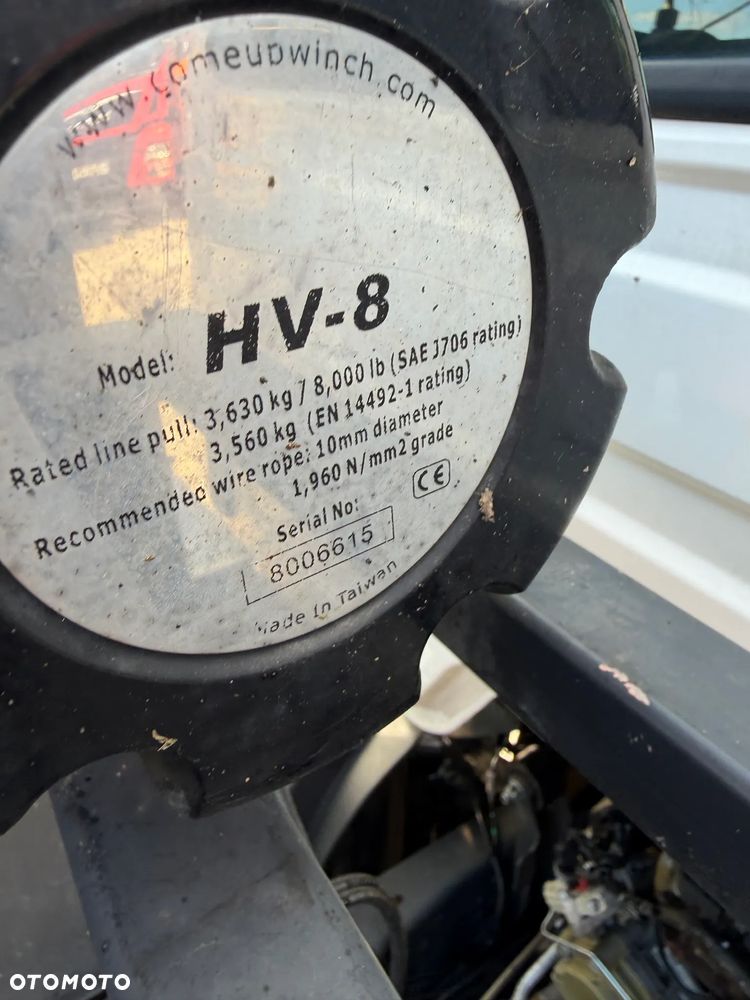 www.comeupwinch.com
Model: HV-8
Rated line pull: 3,630 kg / 8,000 lb (SAE J706 rating)
3,560 kg (EN 14492-1 rating)
Recommended wire rope: 10mm diameter
1,960 N/mm2 grade
CE
Serial No:
8006615
Made In Taiwan
OTOMOTO